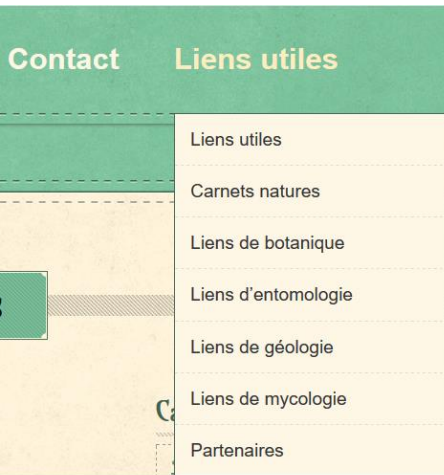 Contact Liens utiles
Liens utiles
Carnets natures
Liens de botanique
Liens d'entomologie
Liens de géologie
Liens de mycologie
Partenaires